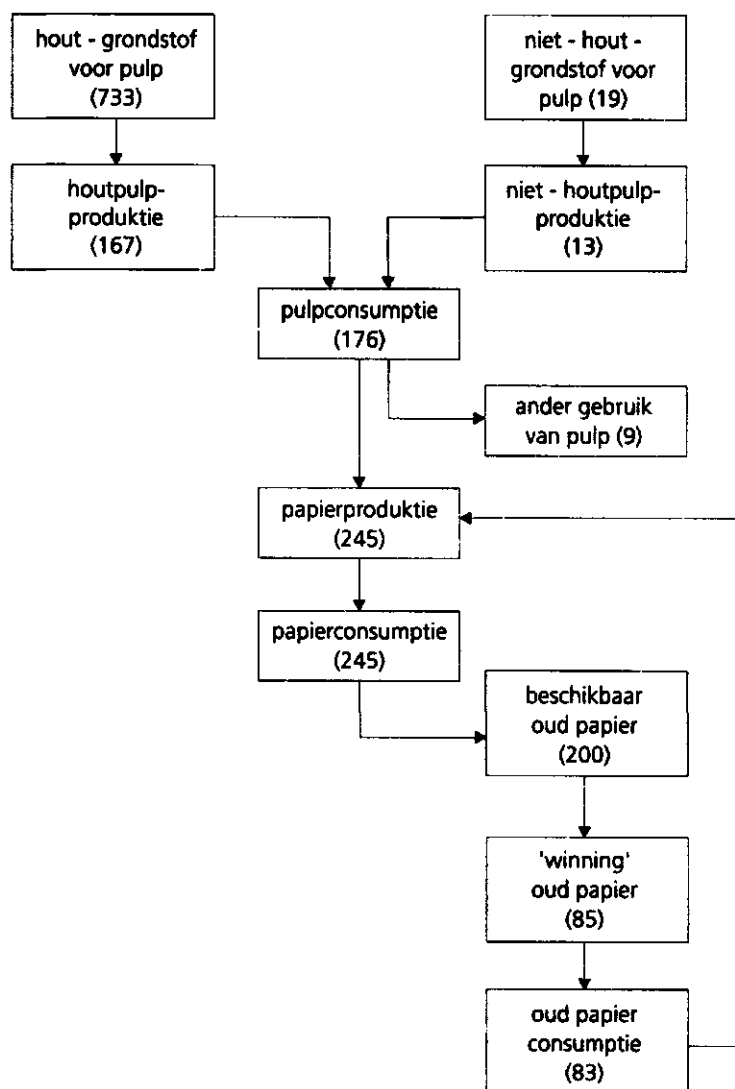 hout - grondstof
voor pulp
(733)
niet - hout -
grondstof voor
pulp (19)
houtpulp-
produktie
(167)
niet - houtpulp-
produktie
(13)
pulpconsumptie
(176)
ander gebruik
van pulp (9)
papierproduktie
(245)
papierconsumptie
(245)
beschikbaar
oud papier
(200)
'winning'
oud papier
(85)
oud papier
consumptie
(83)